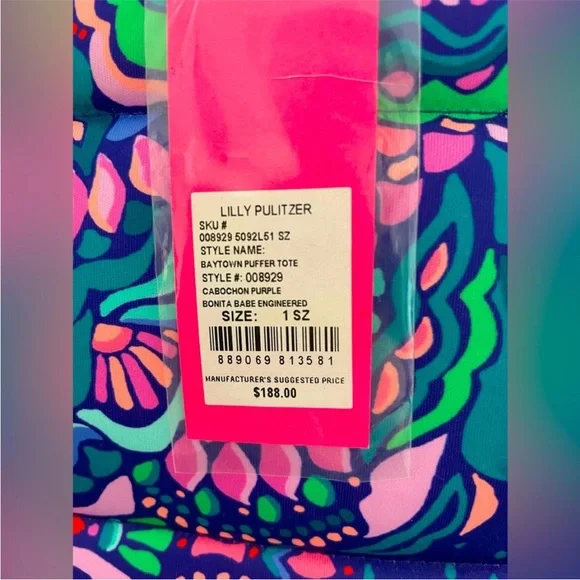 LILLY PULITZER
SKU #
008929 5092L51 SZ
STYLE NAME:
BAYTOWN PUFFER TOTE
STYLE #: 008929
CABOCHON PURPLE
BONITA BABE ENGINEERED
SIZE: 1 SZ
889069 813581
MANUFACTURER'S SUGGESTED PRICE
$188.00